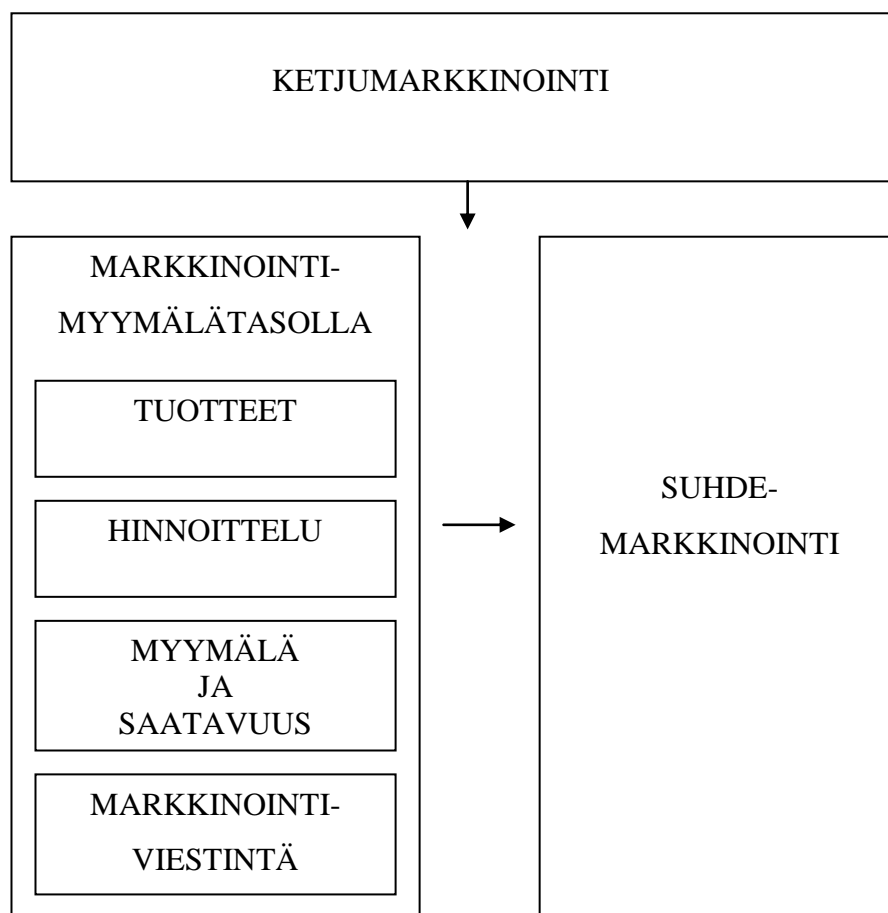 KETJUMARKKINOINTI
MARKKINOINTI-
MYYMÄLÄTASOLLA
TUOTTEET
HINNOITTELU
MYYMÄLÄ
JA
SAATAVUUS
MARKKINOINTI-
VIESTINTÄ
SUHDE-
MARKKINOINTI